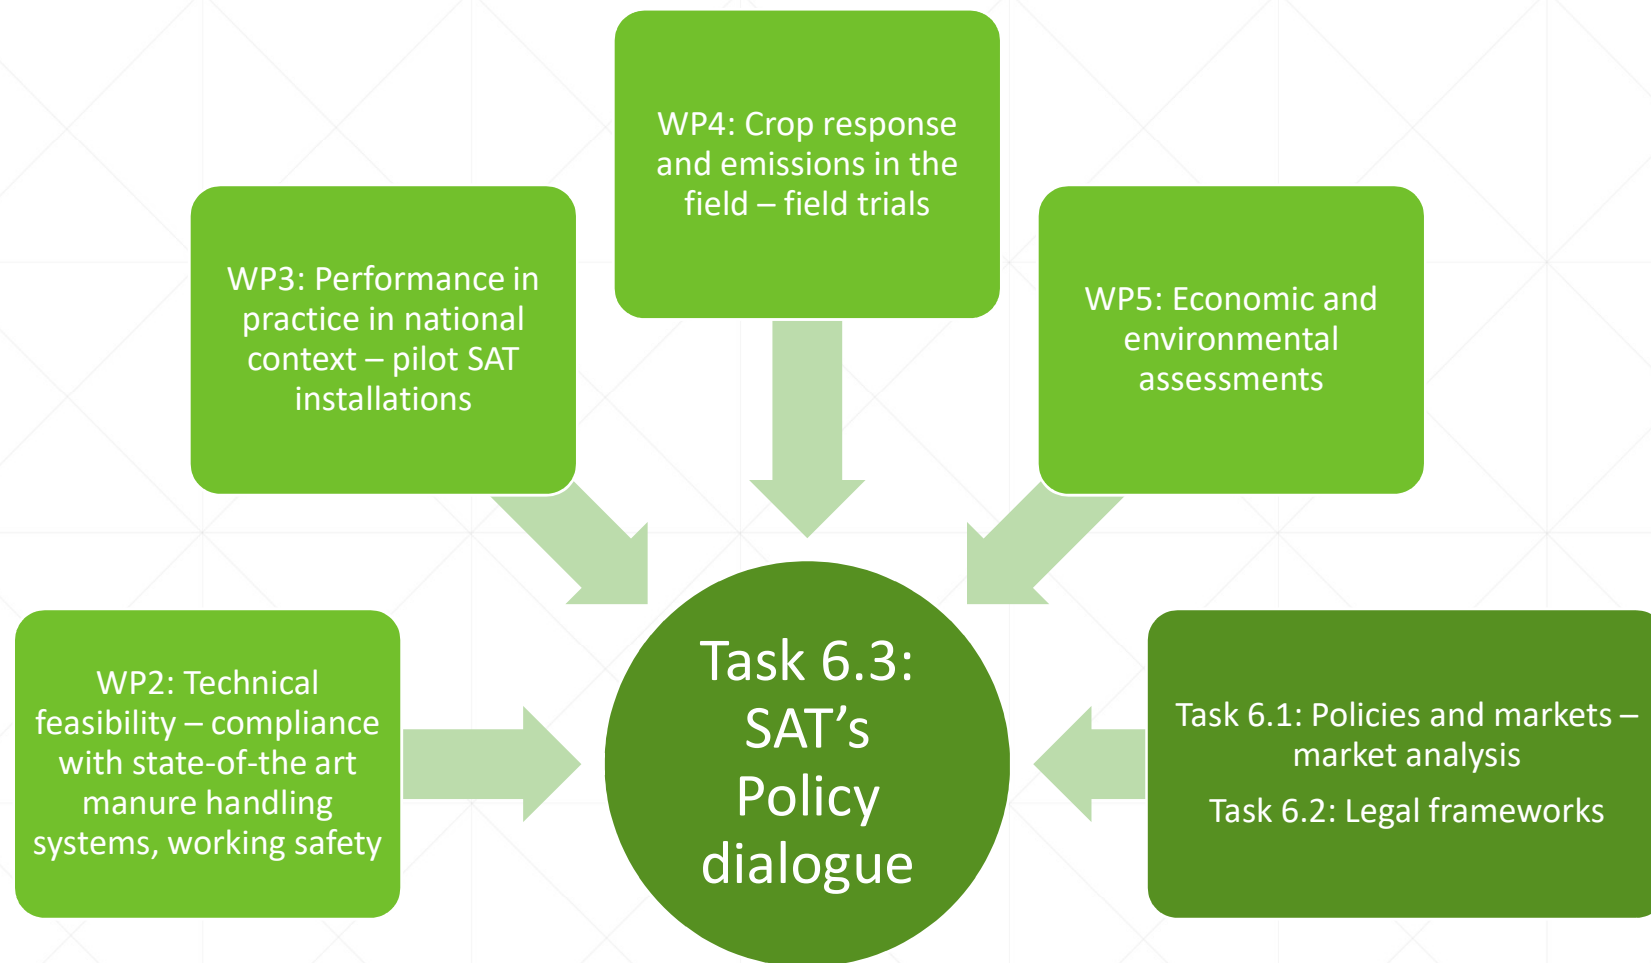 WP4: Crop response
and emissions in the
field – field trials
WP3: Performance in
practice in national
context – pilot SAT
installations
WP5: Economic and
environmental
assessments
WP2: Technical
feasibility – compliance
with state-of-the art
manure handling
systems, working safety
Task 6.3:
SAT’s
Policy
dialogue
Task 6.1: Policies and markets –
market analysis
Task 6.2: Legal frameworks